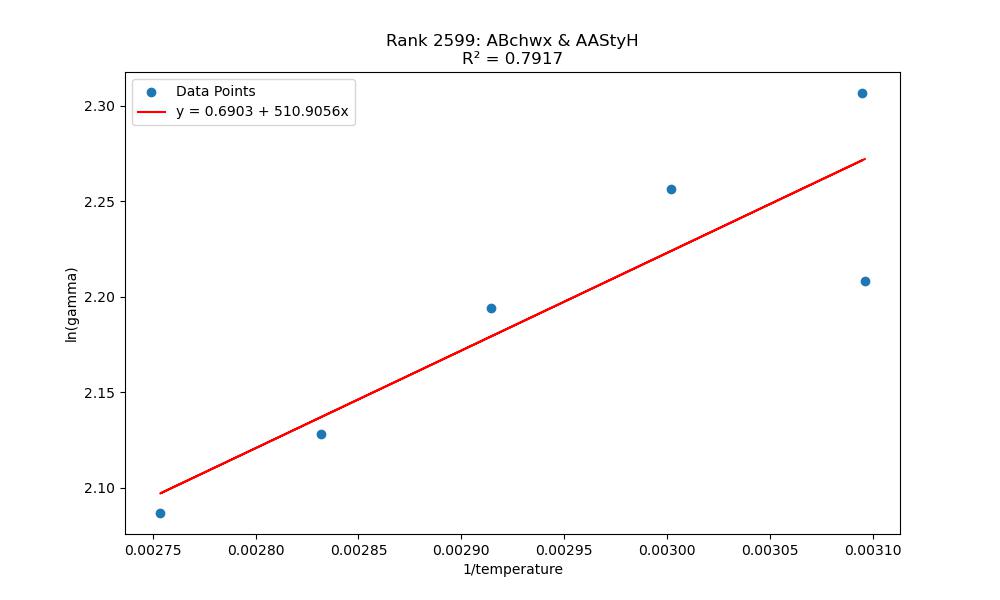 Rank 2599: ABchwx & AAStyH
R² = 0.7917
Data Points
y = 0.6903 + 510.9056x
2.30
2.25
2.20
2.15
2.10
ln(gamma)
0.00275
0.00280
0.00285
0.00290
0.00295
0.00300
0.00305
0.00310
1/temperature